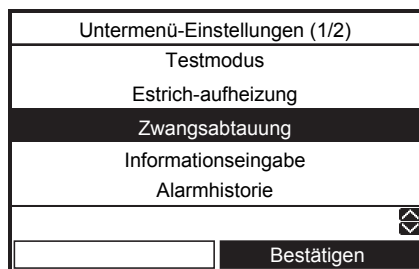 Untermenü-Einstellungen (1/2)
Testmodus
Estrich-aufheizung
Zwangsabtauung
Informationseingabe
Alarmhistorie
Bestätigen